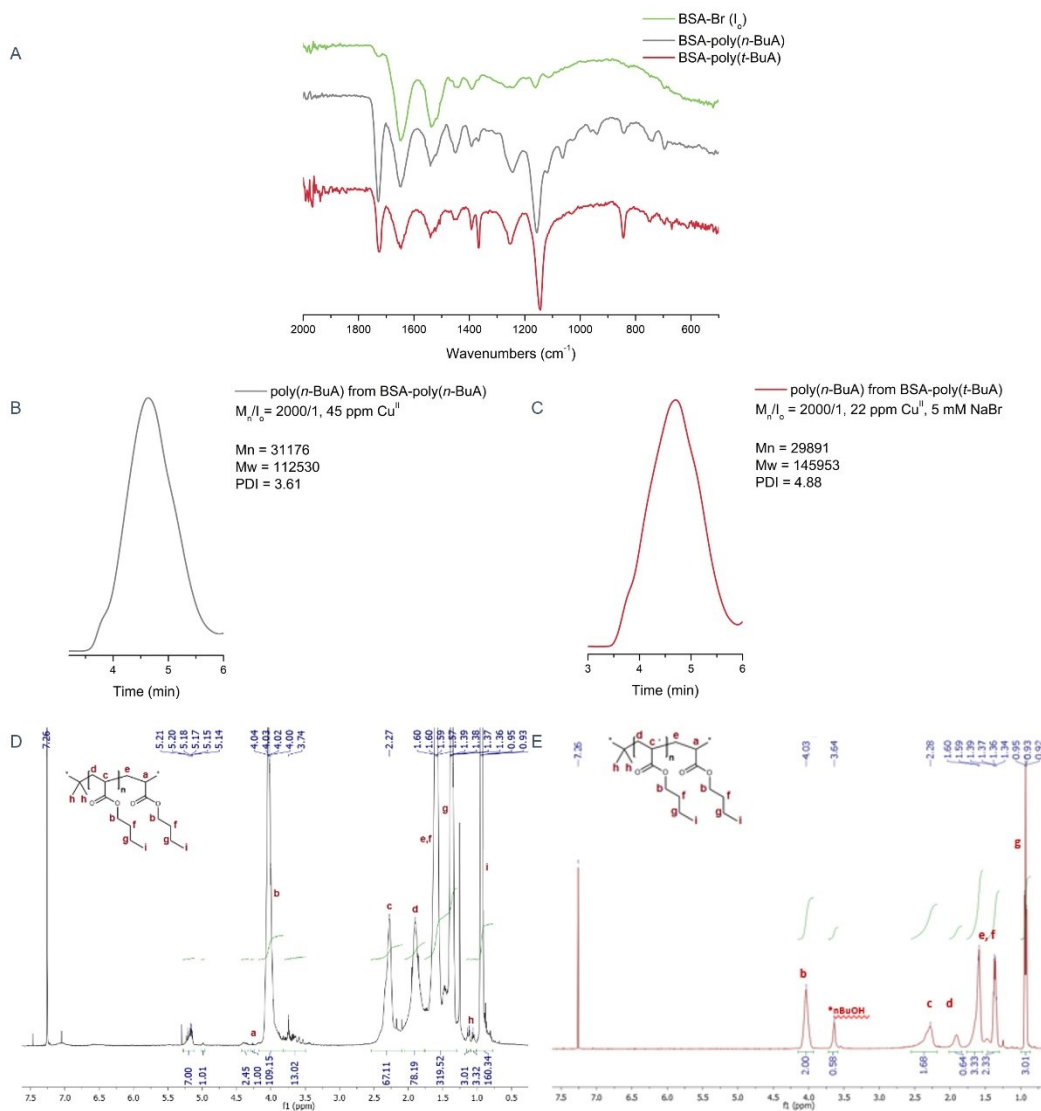 A
BSA-Br (Iₒ)
BSA-poly(n-BuA)
BSA-poly(t-BuA)
2000 1800 1600 1400 1200 1000 800 600
Wavenumbers (cm⁻¹)
B
poly(n-BuA) from BSA-poly(n-BuA)
Mₙ/Iₒ= 2000/1, 45 ppm Cuᴵᴵ
Mn = 31176
Mw = 112530
PDI = 3.61
4 5 6
Time (min)
C
poly(n-BuA) from BSA-poly(t-BuA)
Mₙ/Iₒ = 2000/1, 22 ppm Cuᴵᴵ, 5 mM NaBr
Mn = 29891
Mw = 145953
PDI = 4.88
3 4 5 6
Time (min)
D
7.26 5.21 5.20 5.18 5.17 5.15 5.14 4.04 4.03 4.02 4.00 3.74 2.27 1.60 1.60 1.59 1.57 1.39 1.38 1.37 1.36 0.95 0.93
d e
c a
h h n
b f b f
g i g i
O O O O
a b c d e,f g h i
7.00 1.01 2.45 1.00 109.15 13.02 67.11 78.19 319.52 3.01 3.32 160.34
7.5 7.0 6.5 6.0 5.5 5.0 4.5 4.0 3.5 3.0 2.5 2.0 1.5 1.0 0.5
f1 (ppm)
E
7.26 4.03 3.64 2.28 1.60 1.59 1.39 1.37 1.36 1.34 0.95 0.93 0.92
d e
c a
h h n
b f b f
g i g i
O O O O
b *nBuOH c d e, f g
2.00 0.58 1.68 0.64 3.33 1.33 3.01
7.5 7.0 6.5 6.0 5.5 5.0 4.5 4.0 3.5 3.0 2.5 2.0 1.5 1.0
f1 (ppm)